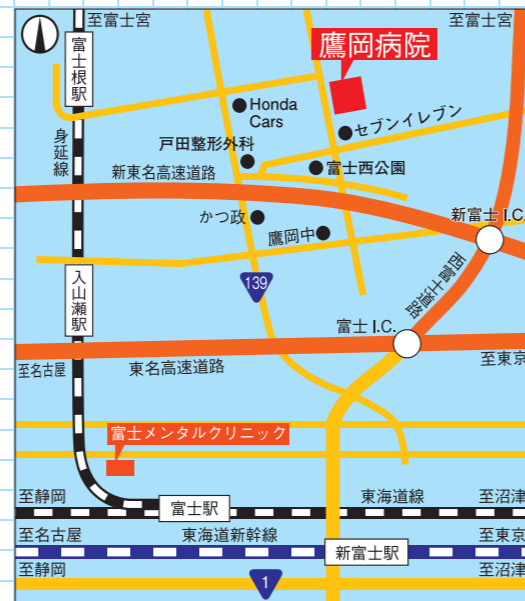 至富士宮
至富士宮
富士根駅
鷹岡病院
Honda
Cars
セブンイレブン
身延線
戸田整形外科
富士西公園
新東名高速道路
かつ政
新富士 I.C.
鷹岡中
入山瀬駅
139
西富士道路
富士 I.C.
至名古屋
東名高速道路
至東京
富士メンタルクリニック
至静岡
富士駅
東海道線
至沼津
至名古屋
東海道新幹線
新富士駅
至東京
至静岡
1
至沼津